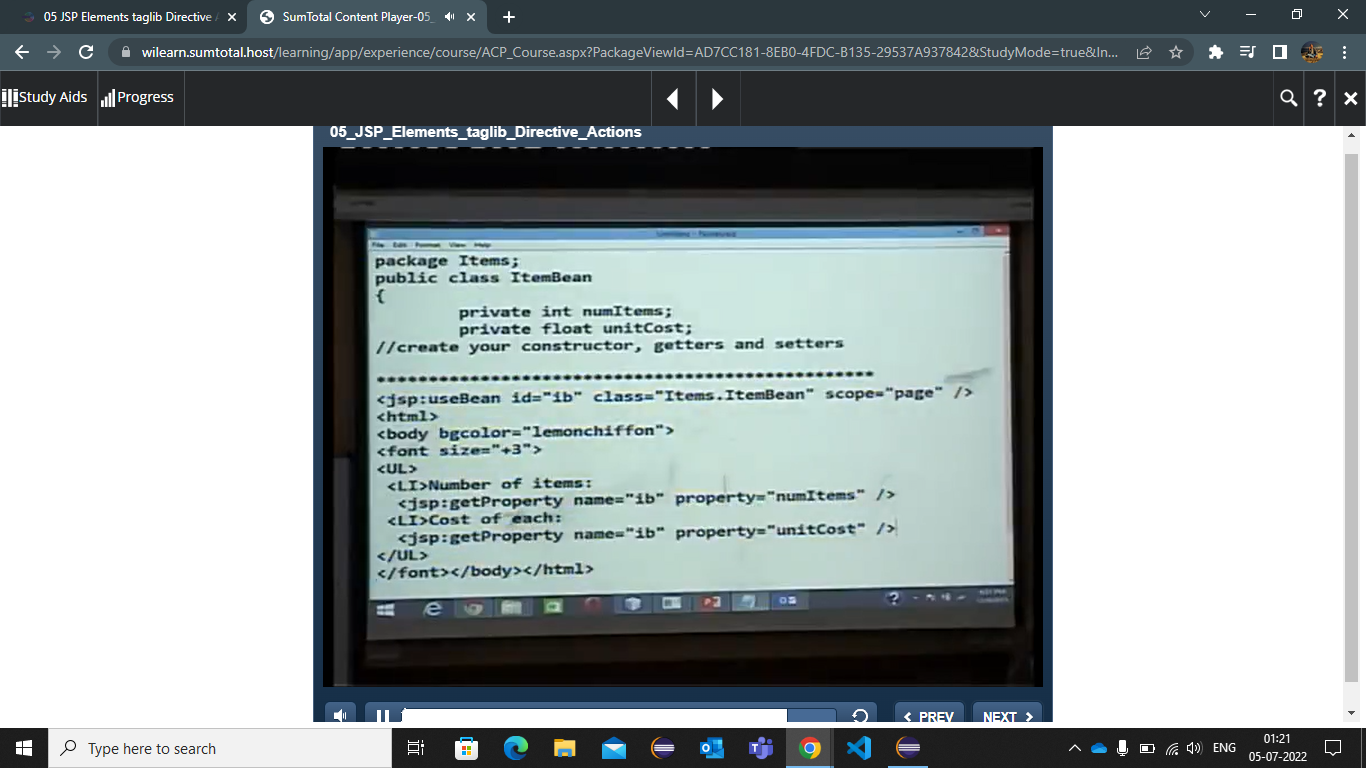 05 JSP Elements taglib Directive
SumTotal Content Player-05_
wilearn.sumtotal.host/learning/app/experience/course/ACP_Course.aspx?PackageViewId=AD7CC181-8EB0-4FDC-B135-29537A937842&StudyMode=true&In...
Study Aids
Progress
05_JSP_Elements_taglib_Directive_Actions
Untitled - Notepad
File Edit Format View Help
package Items;
public class ItemBean
{
private int numItems;
private float unitCost;
//create your constructor, getters and setters
<jsp:useBean id="ib" class="Items.ItemBean" scope="page" />
<html>
<body bgcolor="lemonchiffon">
<font size="+3">
<UL>
<LI>Number of items:
<jsp:getProperty name="ib" property="numItems" />
<LI>Cost of each:
<jsp:getProperty name="ib" property="unitCost" />
</UL>
</font></body></html>
PREV
NEXT
Type here to search
ENG
01:21
05-07-2022